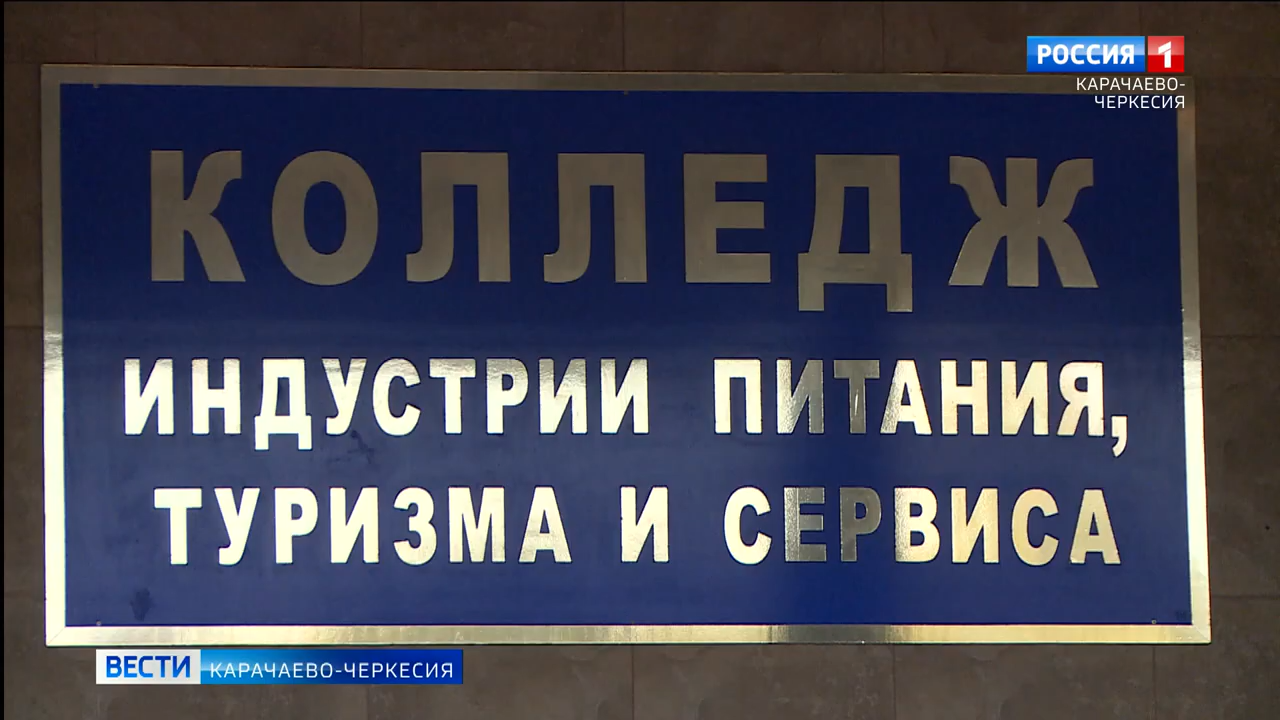 РОССИЯ 1
КАРАЧАЕВО-
ЧЕРКЕСИЯ
КОЛЛЕДЖ
ИНДУСТРИИ ПИТАНИЯ,
ТУРИЗМА И СЕРВИСА
ВЕСТИ КАРАЧАЕВО-ЧЕРКЕСИЯ